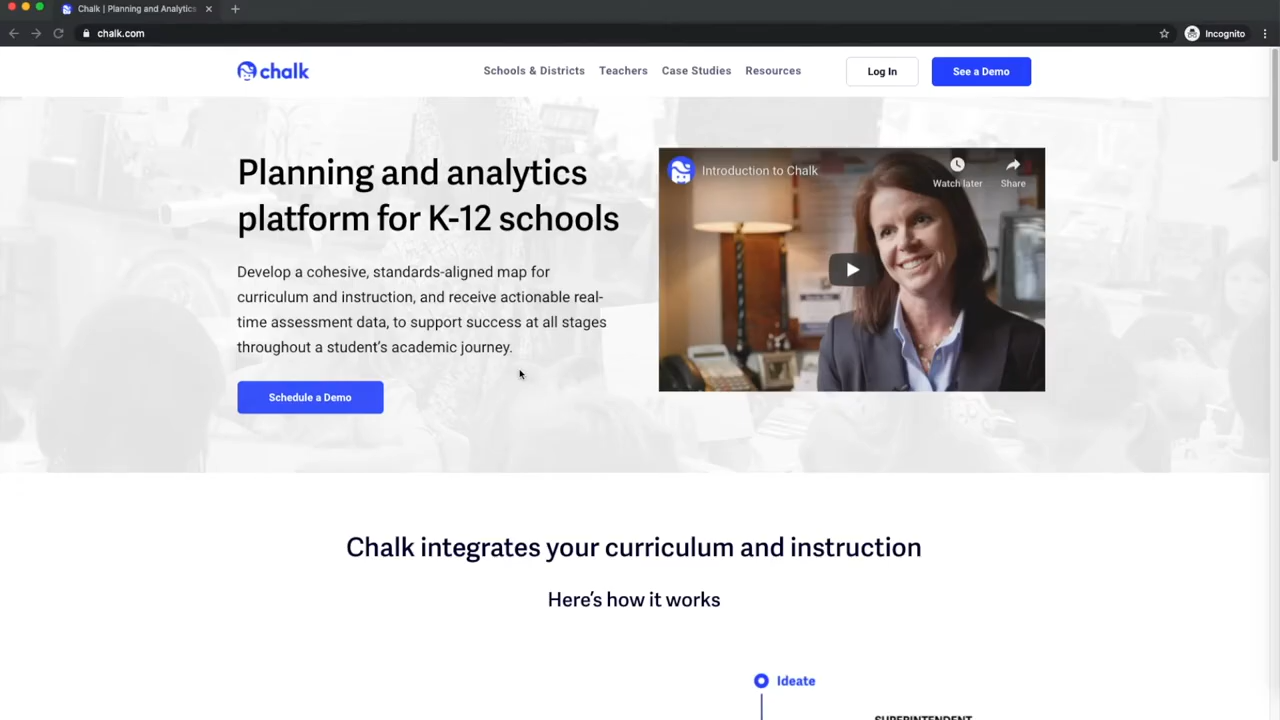 Chalk | Planning and Analytics
chalk.com
Incognito
chalk
Schools & Districts
Teachers
Case Studies
Resources
Log In
See a Demo
Planning and analytics
platform for K-12 schools
Develop a cohesive, standards-aligned map for
curriculum and instruction, and receive actionable real-
time assessment data, to support success at all stages
throughout a student's academic journey.
Schedule a Demo
Introduction to Chalk
Watch later
Share
Chalk integrates your curriculum and instruction
Here's how it works
Ideate
SUPERINTENDENT